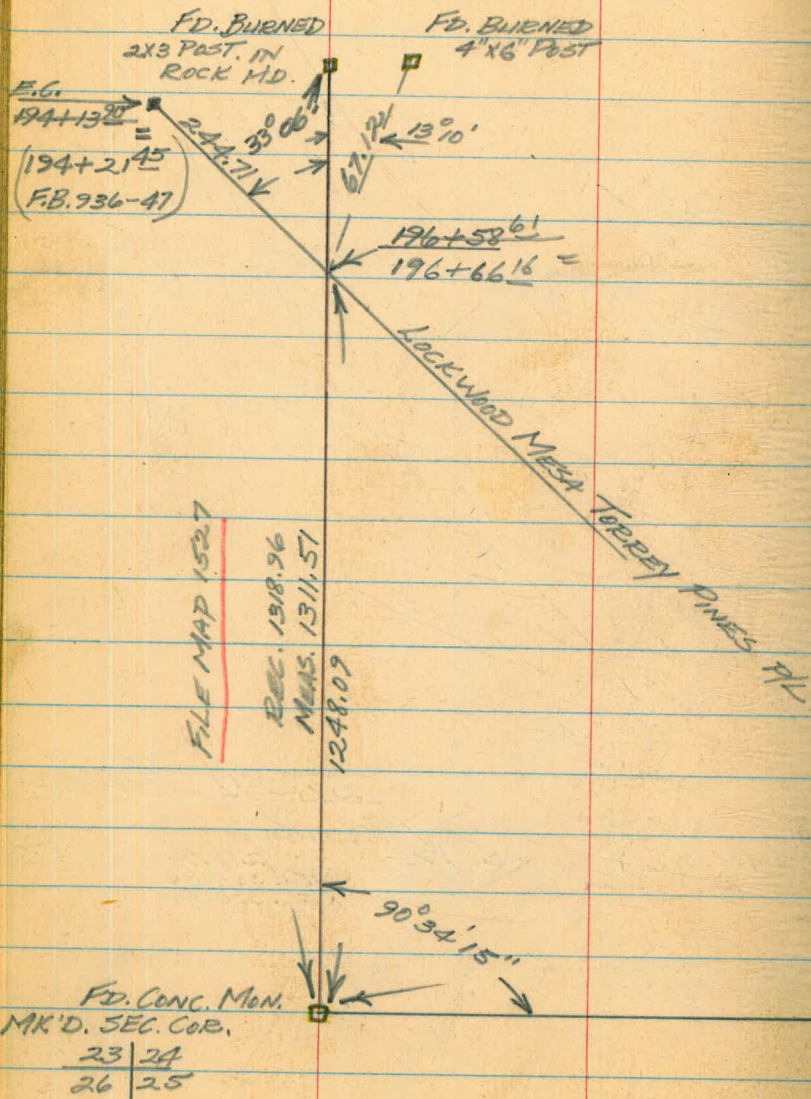 FD. BURNED
2X3 POST. IN
ROCK MD.
FD. BURNED
4"X6" POST
E.C.
194+13 90
=
(194+21 45
F.B. 936-47)
244.71
33° 06'
67.12
13° 10'
196+58 61
=
196+66 16
LOCKWOOD MESA TORREY PINES P/L
FILE MAP 1527
REC. 1318.96
MEAS. 1311.51
1248.09
90° 34' 15"
FD. CONC. MON.
MK'D. SEC. COR.
23 | 24
26 | 25